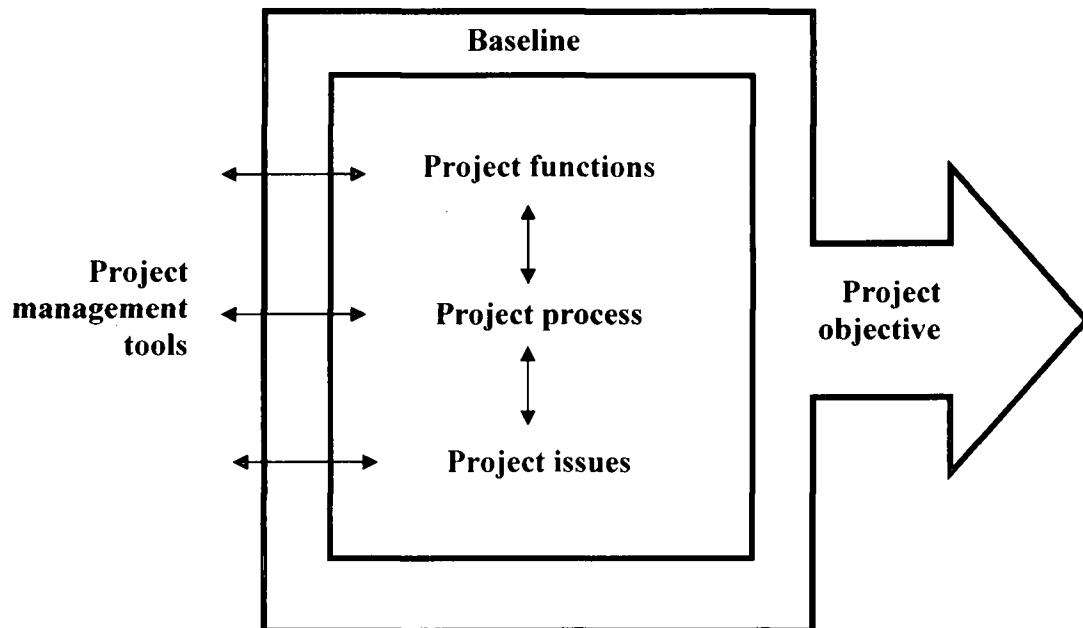 Baseline
Project functions
Project
management
tools
Project process
Project
objective
Project issues